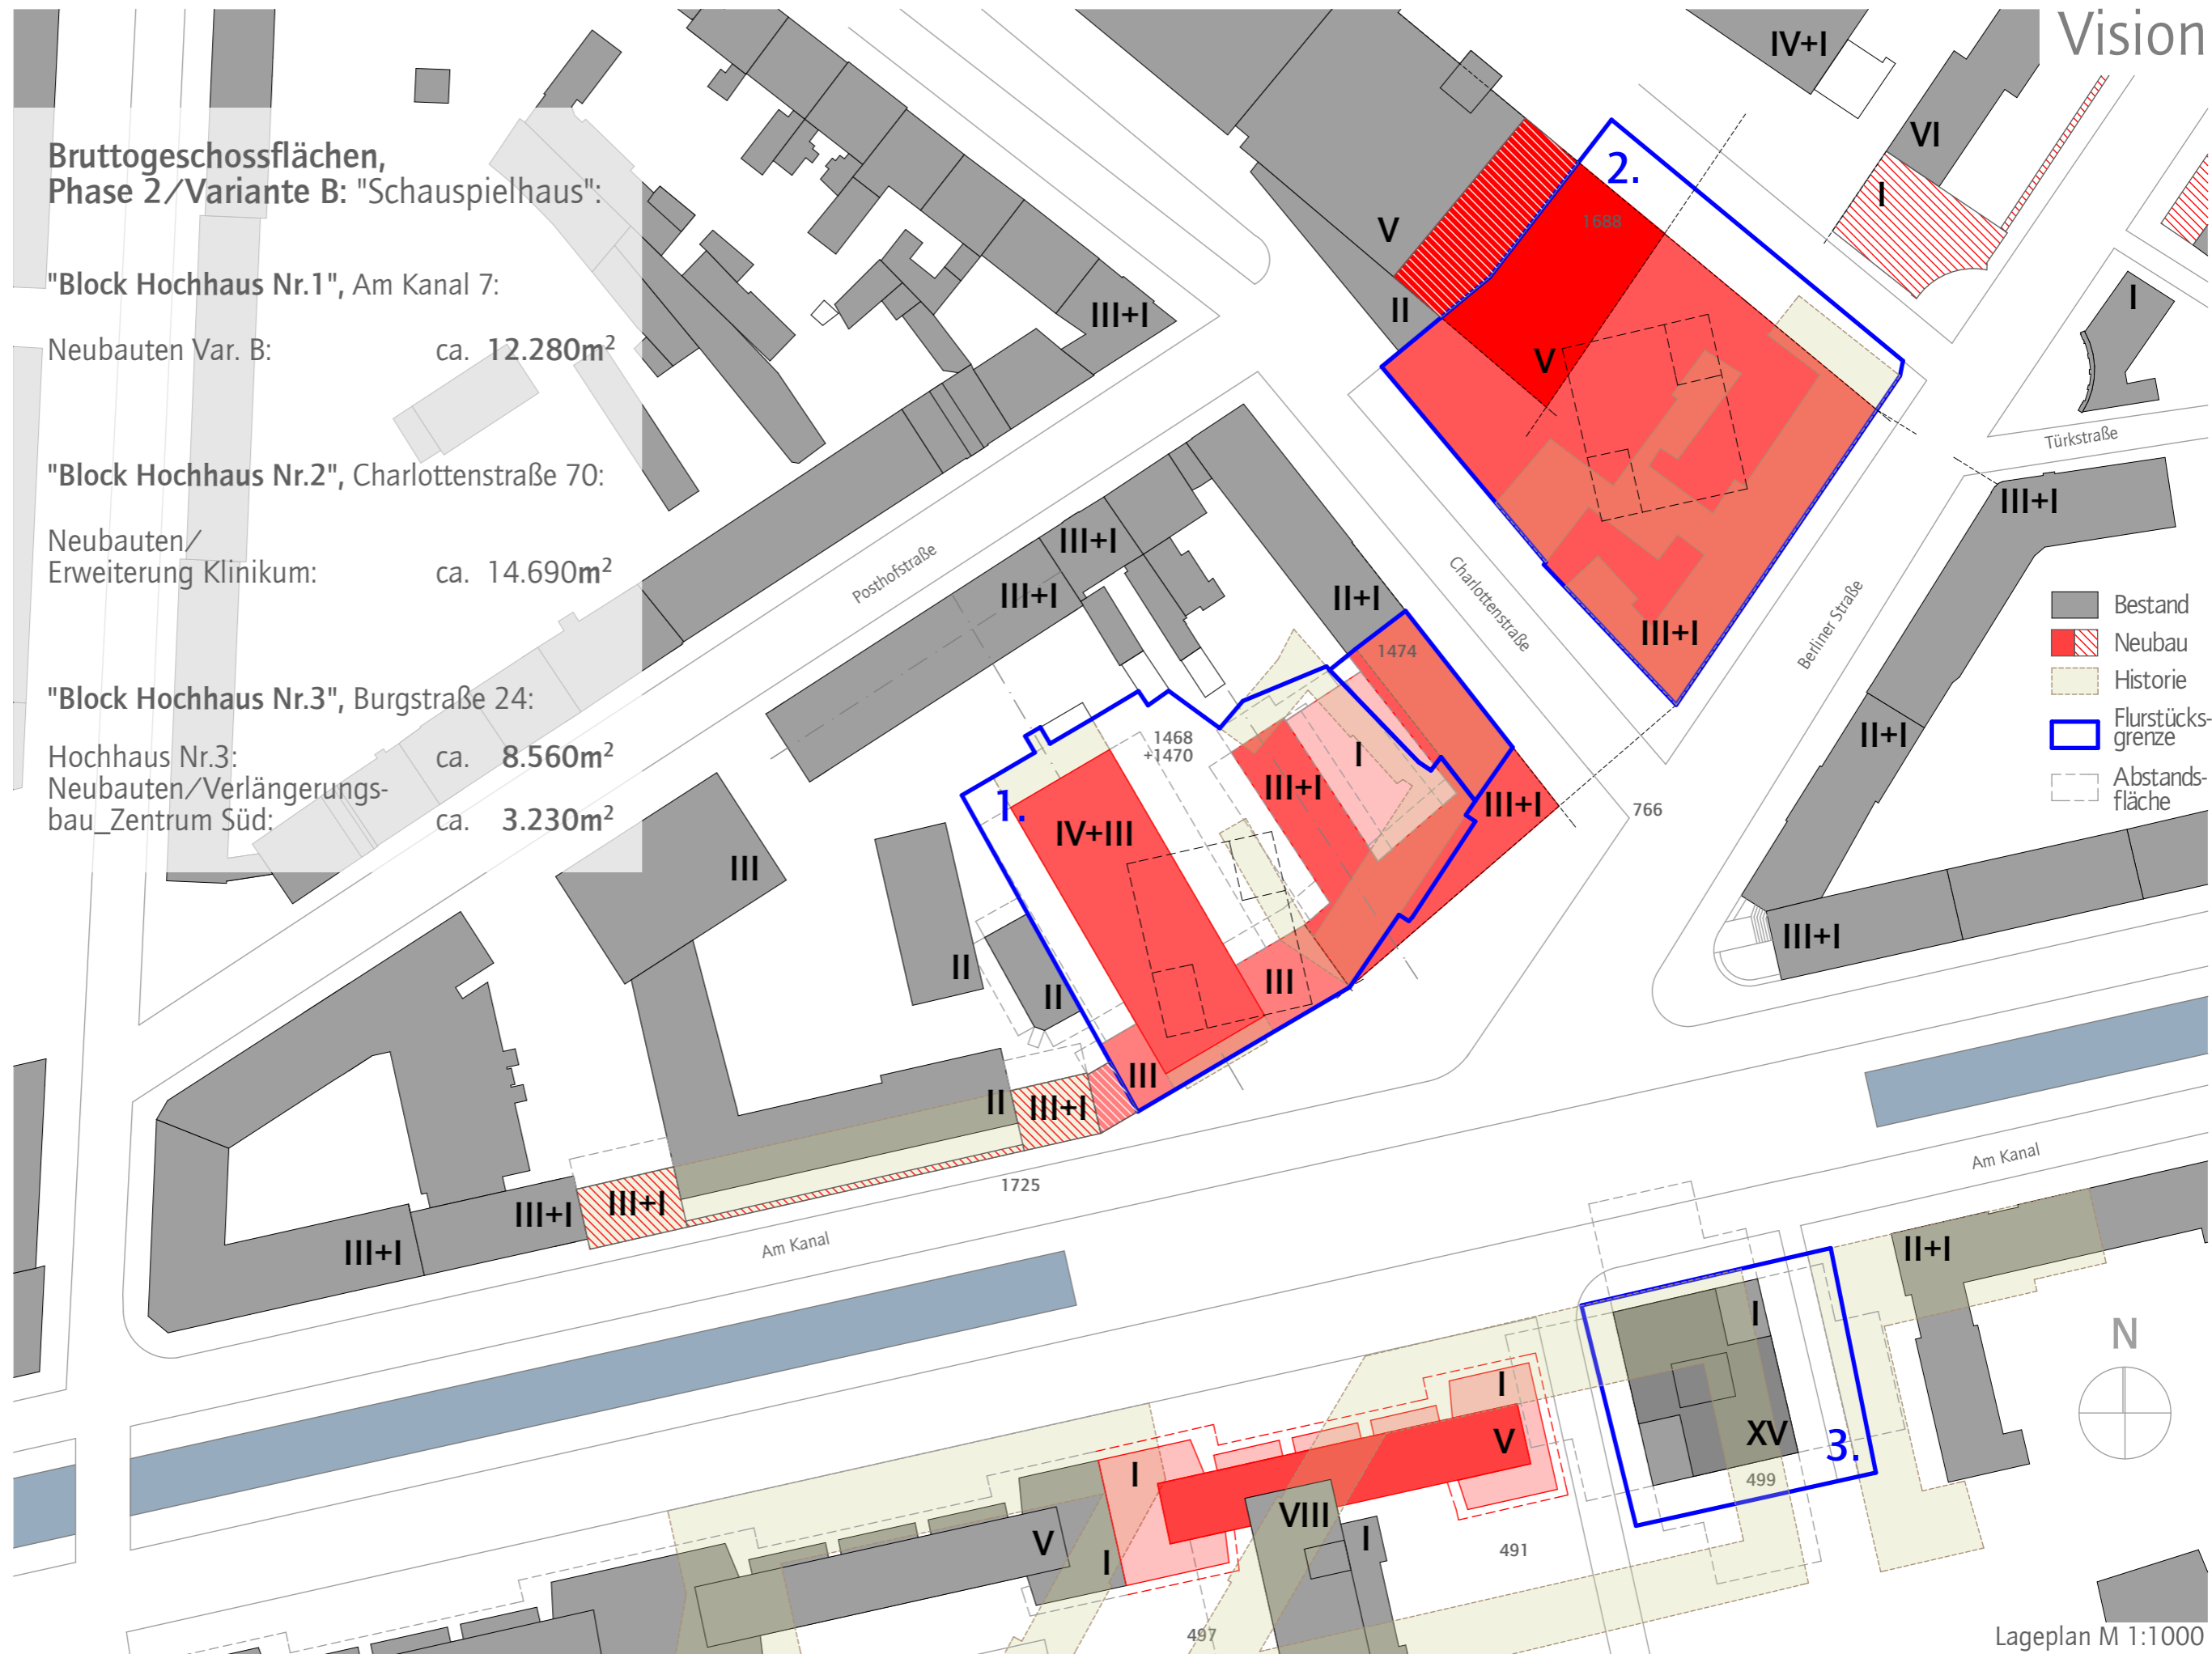 Vision
Bruttogeschossflächen,
Phase 2/Variante B: "Schauspielhaus":
"Block Hochhaus Nr.1", Am Kanal 7:
Neubauten Var. B: ca. 12.280m²
"Block Hochhaus Nr.2", Charlottenstraße 70:
Neubauten/
Erweiterung Klinikum: ca. 14.690m²
"Block Hochhaus Nr.3", Burgstraße 24:
Hochhaus Nr.3: ca. 8.560m²
Neubauten/Verlängerungs-
bau_Zentrum Süd: ca. 3.230m²
IV+I
VI
I
2.
1688
V
II
V
I
III+I
Türkstraße
III+I
Posthofstraße
III+I
III+I
II+I
Charlottenstraße
Berliner Straße
III+I
1474
II+I
Bestand
Neubau
Historie
Flurstücks-
grenze
Abstands-
fläche
1468
+1470
I
III+I
III+I
766
1.
IV+III
III
II
II
III
III
III+I
II
III+I
1725
III+I
III+I
III+I
Am Kanal
Am Kanal
II+I
I
XV
3.
499
N
I
V
I
VIII
V
I
I
491
497
Lageplan M 1:1000